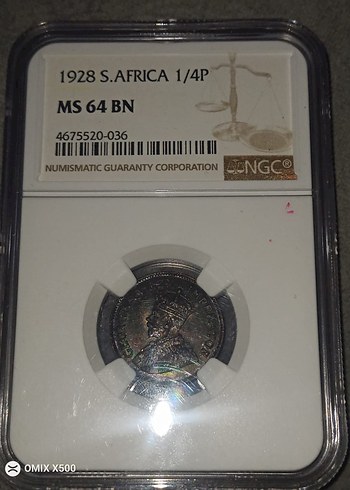 1928 S.AFRICA 1/4P
MS 64 BN
4675520-036
NUMISMATIC GUARANTY CORPORATION
NGC®
OMIX X500